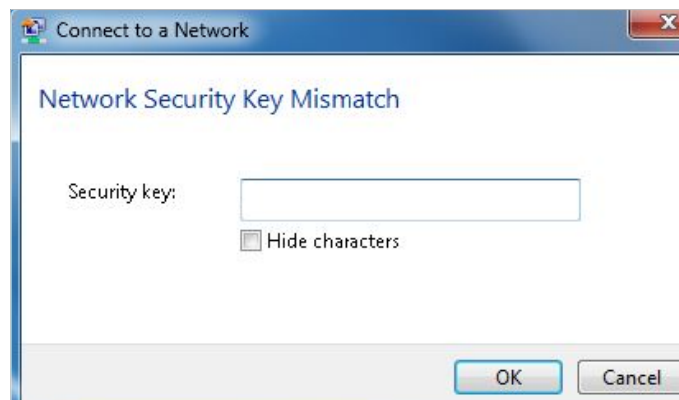 Connect to a Network
Network Security Key Mismatch
Security key:
Hide characters
OK Cancel